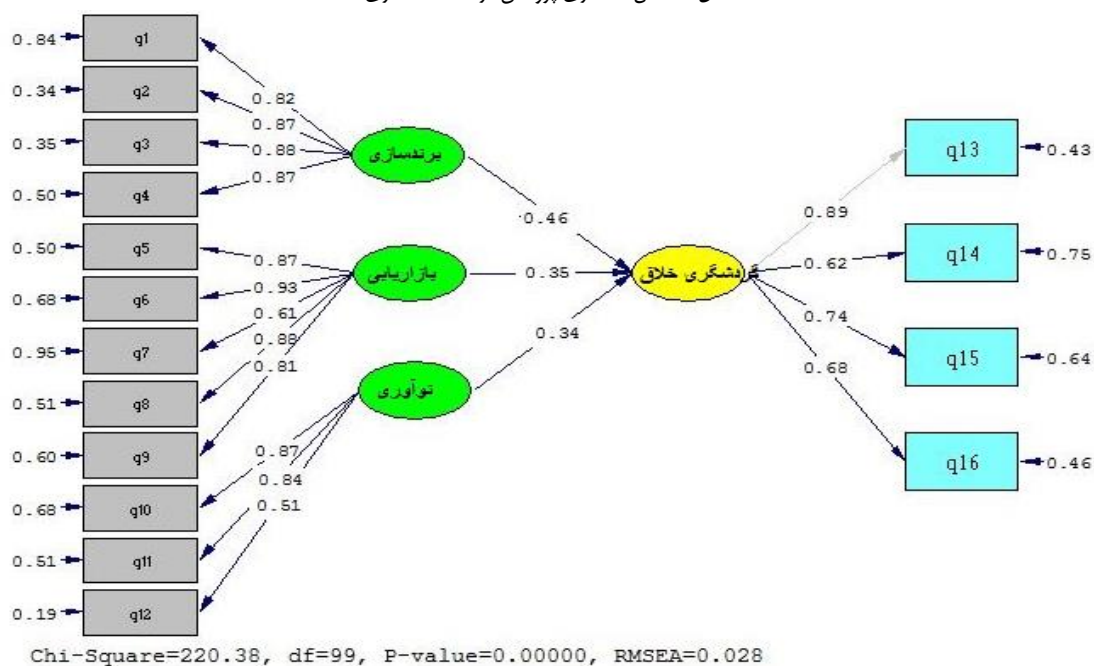 0.84 q1
0.82
0.34 q2
0.87
0.35 q3
0.88
0.50 q4
0.87
برندسازی
0.46
0.50 q5
0.87
0.68 q6
0.93
0.95 q7
0.61
0.51 q8
0.88
0.60 q9
0.81
بازاریابی
0.35
0.68 q10
0.87
0.51 q11
0.84
0.19 q12
0.51
نوآوری
0.34
گردشگری خلاق
0.89
q13 0.43
0.62
q14 0.75
0.74
q15 0.64
0.68
q16 0.46
Chi-Square=220.38, df=99, P-value=0.00000, RMSEA=0.028